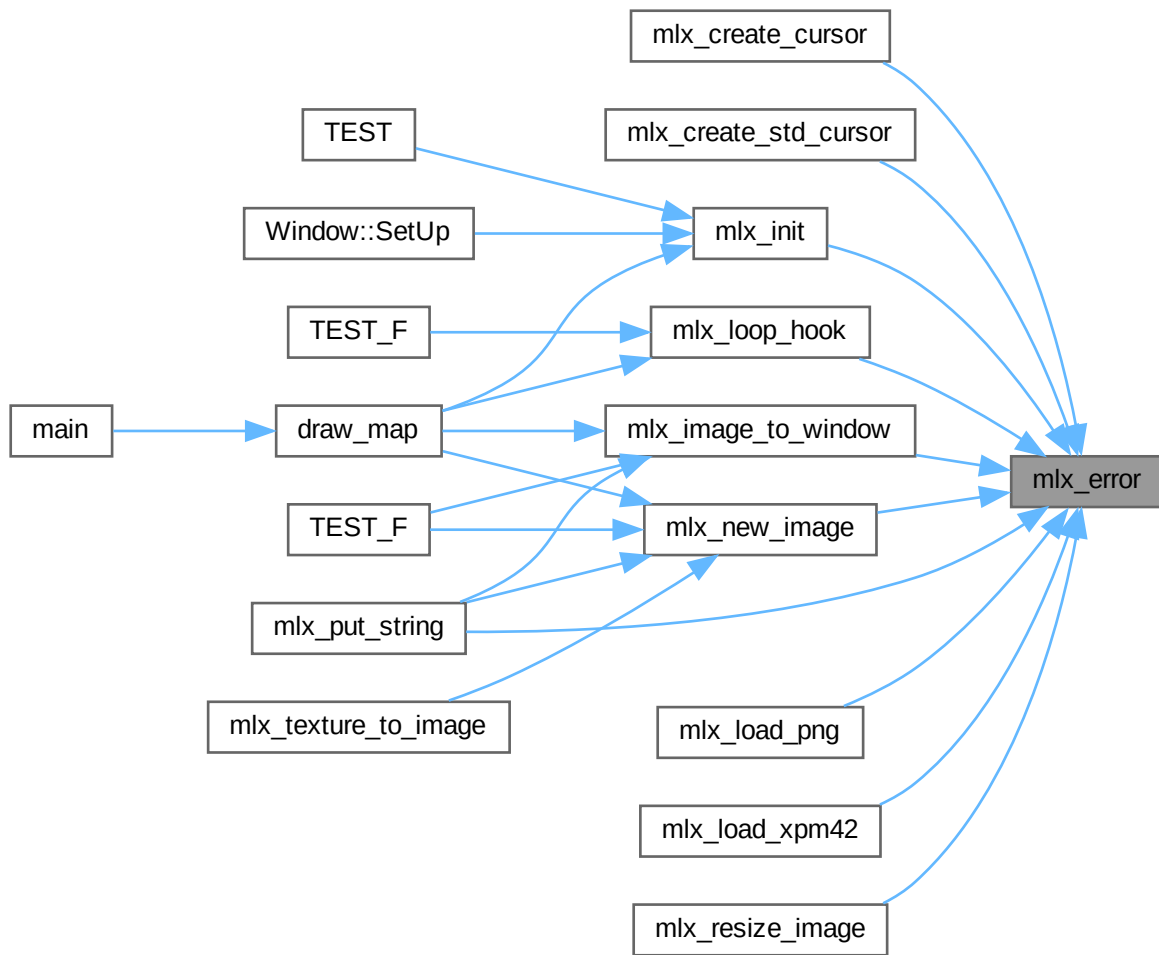 mlx_create_cursor
TEST
mlx_create_std_cursor
Window::SetUp
mlx_init
TEST_F
mlx_loop_hook
main
draw_map
mlx_image_to_window
mlx_error
TEST_F
mlx_new_image
mlx_put_string
mlx_texture_to_image
mlx_load_png
mlx_load_xpm42
mlx_resize_image